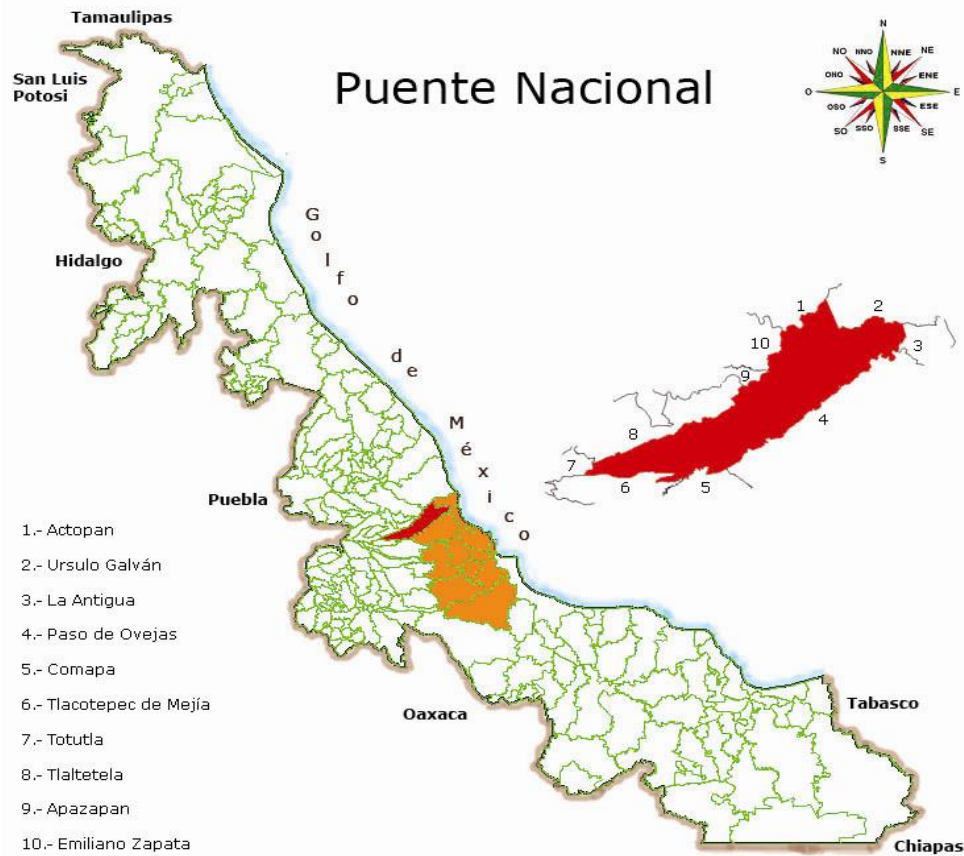 Tamaulipas
San Luis
Potosi
Puente Nacional
N
NO
NNO
NNE
NE
ONO
ENE
O
E
OSO
ESE
SO
SSO
SSE
SE
S
Golfo de México
Hidalgo
Puebla
1
2
10
3
9
4
8
7
6
5
1.- Actopan
2.- Ursulo Galván
3.- La Antigua
4.- Paso de Ovejas
5.- Comapa
6.- Tlacotepec de Mejía
7.- Totutla
8.- Tlaltetela
9.- Apazapan
10.- Emiliano Zapata
Oaxaca
Tabasco
Chiapas